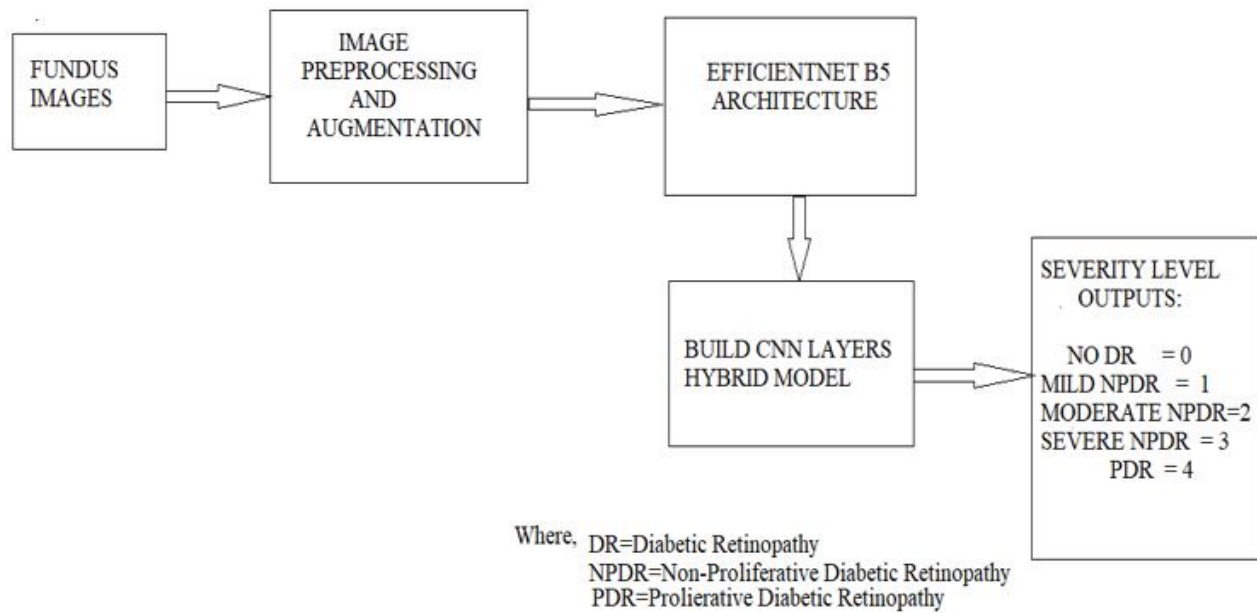 FUNDUS
IMAGES
IMAGE
PREPROCESSING
AND
AUGMENTATION
EFFICIENTNET B5
ARCHITECTURE
BUILD CNN LAYERS
HYBRID MODEL
SEVERITY LEVEL
OUTPUTS:
NO DR = 0
MILD NPDR = 1
MODERATE NPDR=2
SEVERE NPDR = 3
PDR = 4
Where, DR=Diabetic Retinopathy
NPDR=Non-Proliferative Diabetic Retinopathy
PDR=Prolierative Diabetic Retinopathy